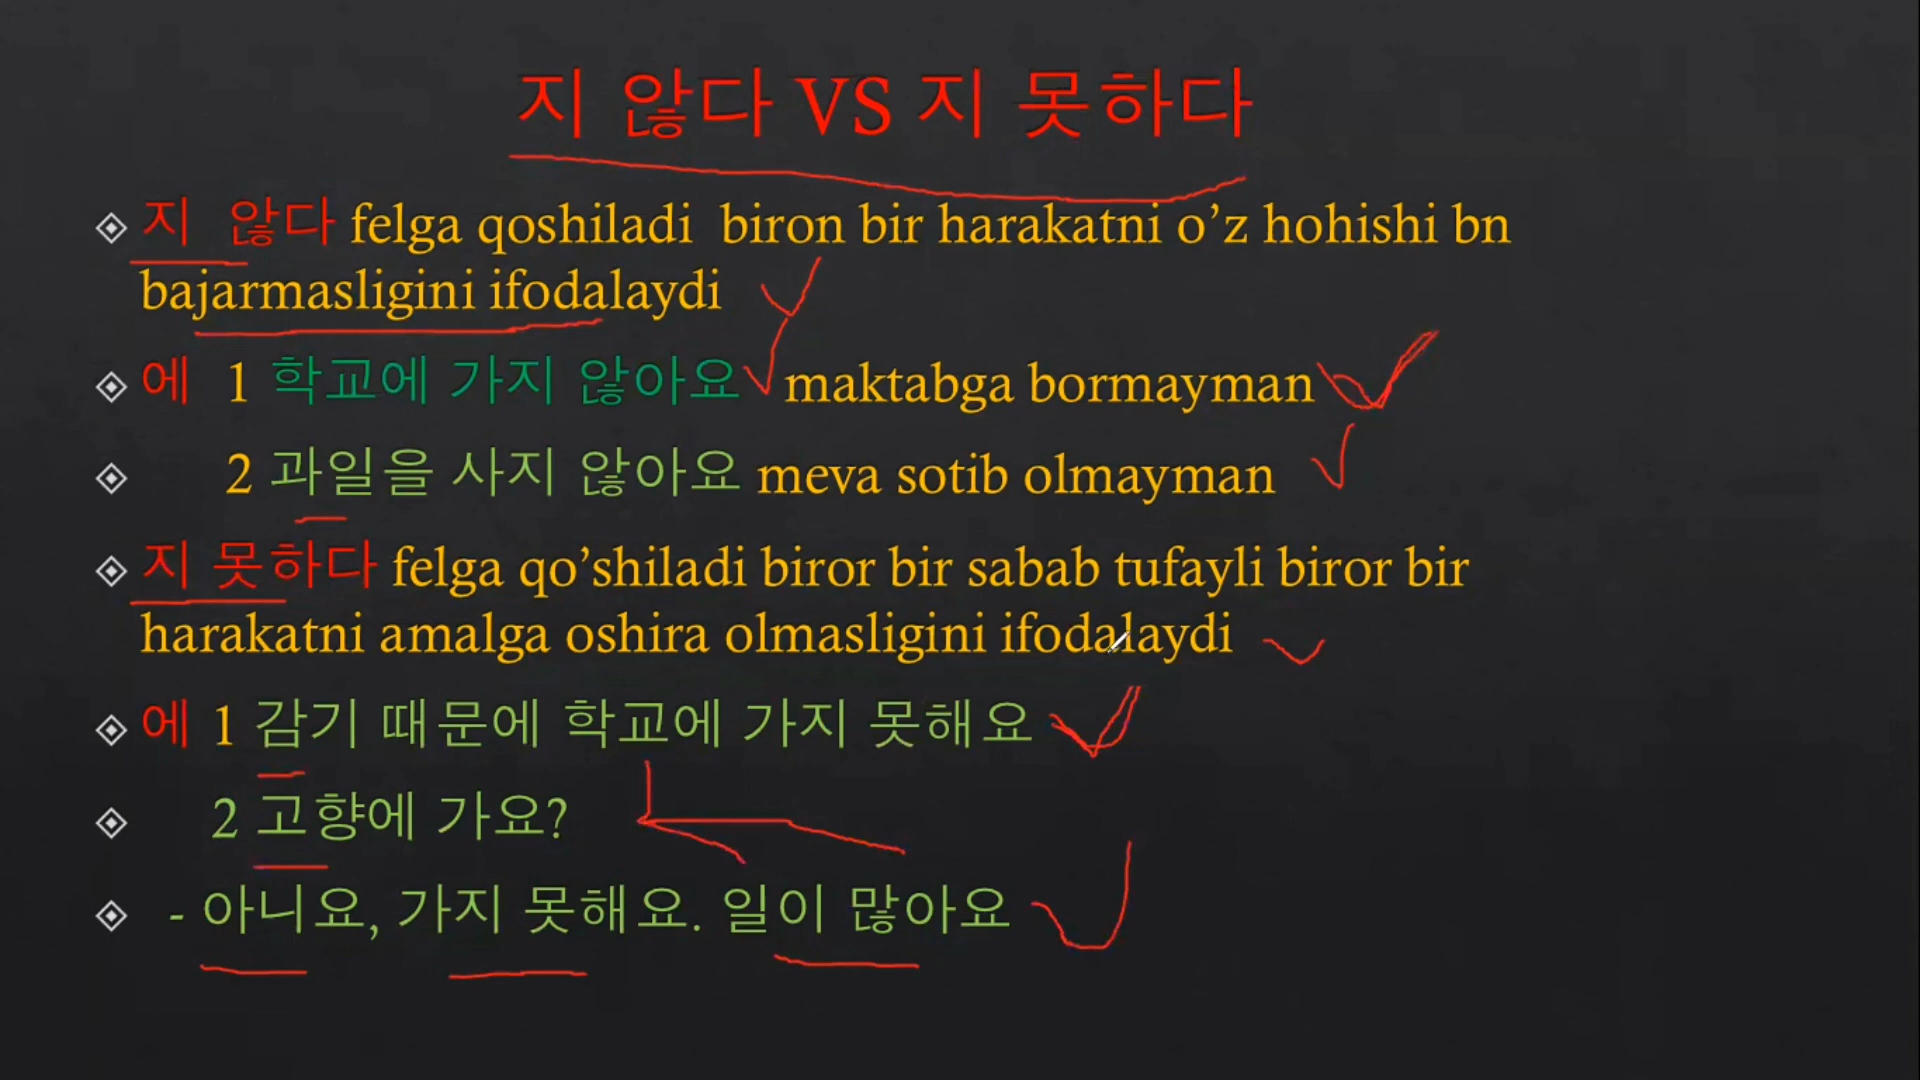 지 않다 VS 지 못하다
지 않다 felga qoshiladi biron bir harakatni o’z hohishi bn
bajarmasligini ifodalaydi
에 1 학교에 가지 않아요 maktabga bormayman
2 과일을 사지 않아요 meva sotib olmayman
지 못하다 felga qo’shiladi biror bir sabab tufayli biror bir
harakatni amalga oshira olmasligini ifodalaydi
에 1 감기 때문에 학교에 가지 못해요
2 고향에 가요?
- 아니요, 가지 못해요. 일이 많아요